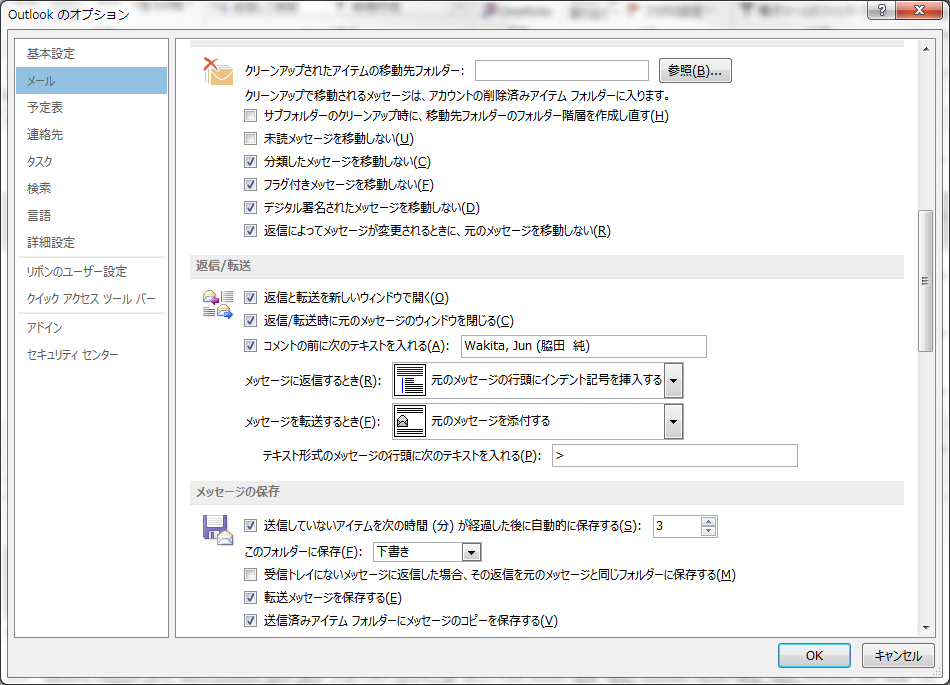 Outlook のオプション
基本設定
メール
予定表
連絡先
タスク
検索
言語
詳細設定
リボンのユーザー設定
クイック アクセス ツール バー
アドイン
セキュリティ センター
クリーンアップされたアイテムの移動先フォルダー:
参照(B)...
クリーンアップで移動されるメッセージは、アカウントの削除済みアイテム フォルダーに入ります。
サブフォルダーのクリーンアップ時に、移動先フォルダーのフォルダー階層を作成し直す(H)
未読メッセージを移動しない(U)
分類したメッセージを移動しない(C)
フラグ付きメッセージを移動しない(F)
デジタル署名されたメッセージを移動しない(D)
返信によってメッセージが変更されるときに、元のメッセージを移動しない(R)
返信/転送
返信と転送を新しいウィンドウで開く(O)
返信/転送時に元のメッセージのウィンドウを閉じる(C)
コメントの前に次のテキストを入れる(A): Wakita, Jun (脇田 純)
メッセージに返信するとき(R): 元のメッセージの行頭にインデント記号を挿入する
メッセージを転送するとき(F): 元のメッセージを添付する
テキスト形式のメッセージの行頭に次のテキストを入れる(P): >
メッセージの保存
送信していないアイテムを次の時間 (分) が経過した後に自動的に保存する(S): 3
このフォルダーに保存(F): 下書き
受信トレイにないメッセージに返信した場合、その返信を元のメッセージと同じフォルダーに保存する(M)
転送メッセージを保存する(E)
送信済みアイテム フォルダーにメッセージのコピーを保存する(V)
OK
キャンセル